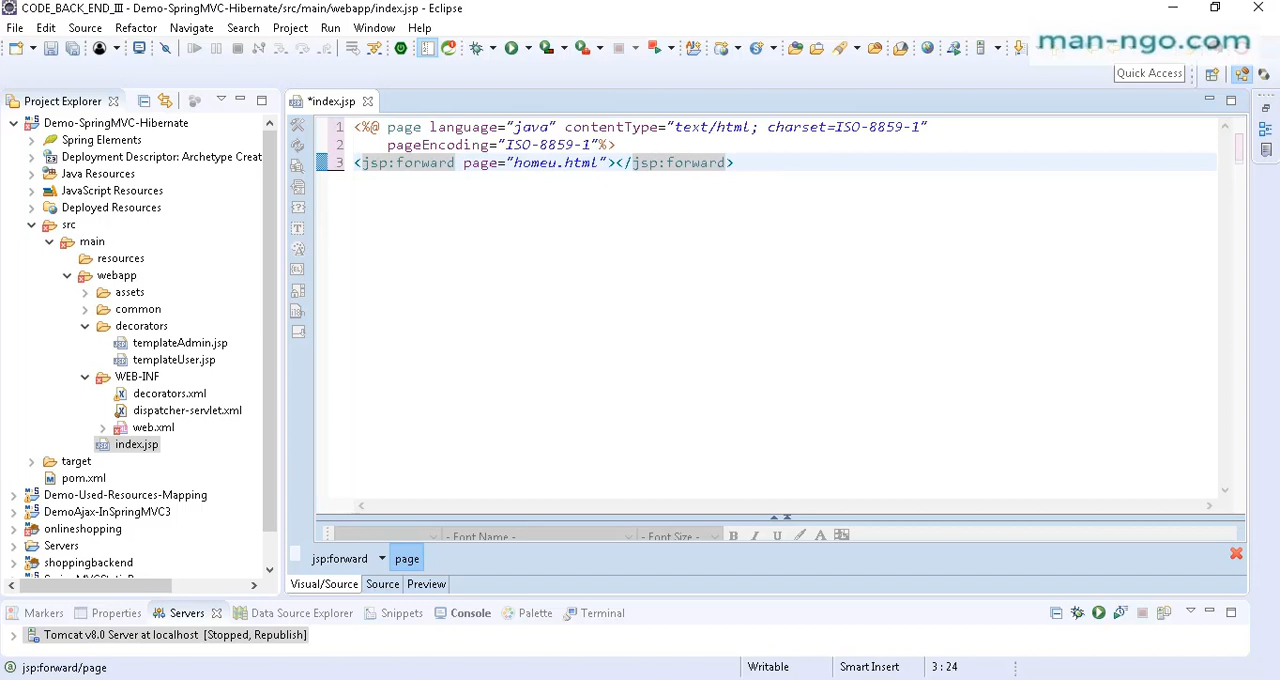 CODE_BACK_END_III - Demo-SpringMVC-Hibernate/src/main/webapp/index.jsp - Eclipse
File Edit Source Refactor Navigate Search Project Run Window Help
man-ngo.com
Quick Access
Project Explorer
*index.jsp
Demo-SpringMVC-Hibernate
Spring Elements
Deployment Descriptor: Archetype Creat
Java Resources
JavaScript Resources
Deployed Resources
src
main
resources
webapp
assets
common
decorators
templateAdmin.jsp
templateUser.jsp
WEB-INF
decorators.xml
dispatcher-servlet.xml
web.xml
index.jsp
target
pom.xml
Demo-Used-Resources-Mapping
DemoAjax-InSpringMVC3
onlineshopping
Servers
shoppingbackend
1 <%@ page language="java" contentType="text/html; charset=ISO-8859-1"
2 pageEncoding="ISO-8859-1"%>
3 <jsp:forward page="homeu.html"></jsp:forward>
- Font Name - - Font Size - B I U A
jsp:forward page
Visual/Source Source Preview
Markers Properties Servers Data Source Explorer Snippets Console Palette Terminal
Tomcat v8.0 Server at localhost [Stopped, Republish]
jsp:forward/page Writable Smart Insert 3 : 24